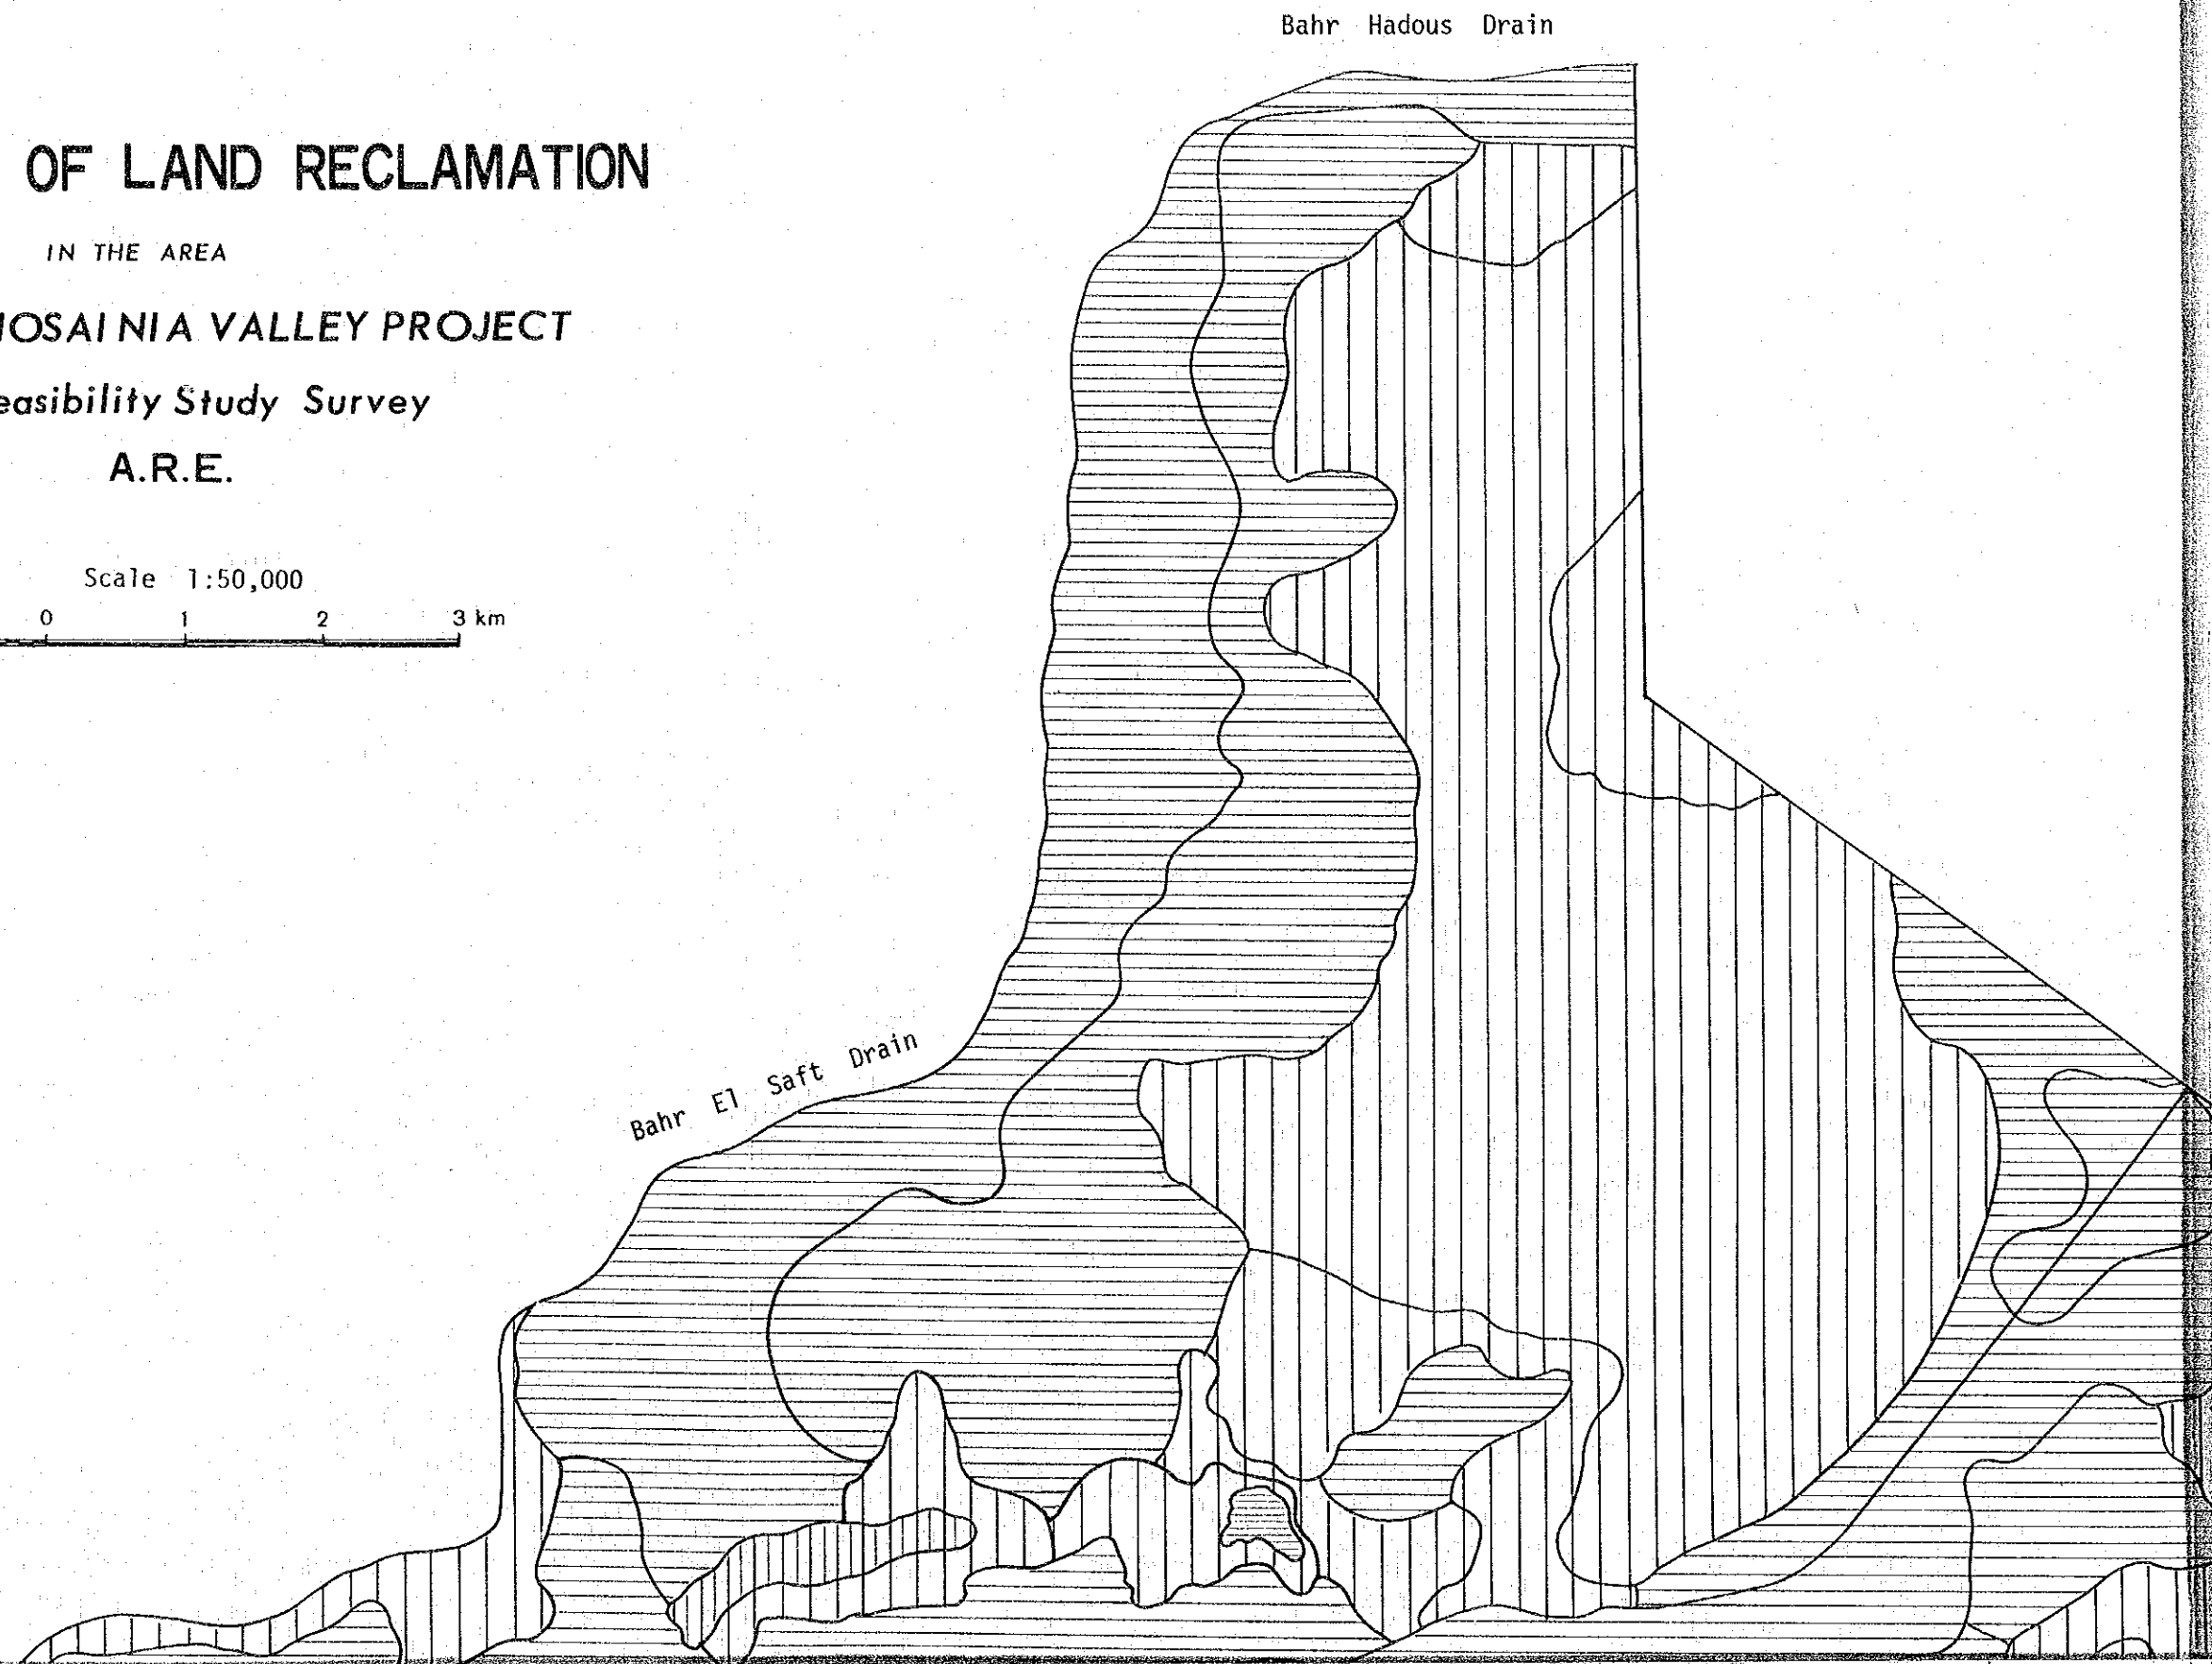 Bahr Hadous Drain
OF LAND RECLAMATION
IN THE AREA
IOSAINIA VALLEY PROJECT
easibility Study Survey
A.R.E.
Scale 1:50,000
0 1 2 3 km
Bahr El Saft Drain